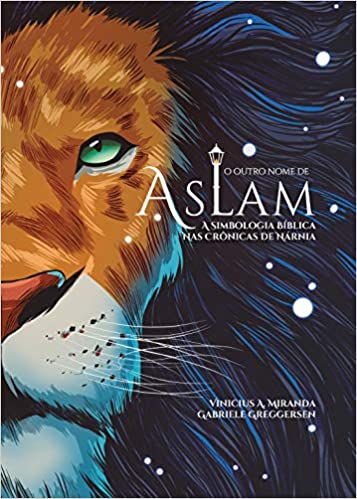 O OUTRO NOME DE
ASLAM
A SIMBOLOGIA BÍBLICA
NAS CRÔNICAS DE NÁRNIA
VINICIUS A. MIRANDA
GABRIELE GREGGERSEN